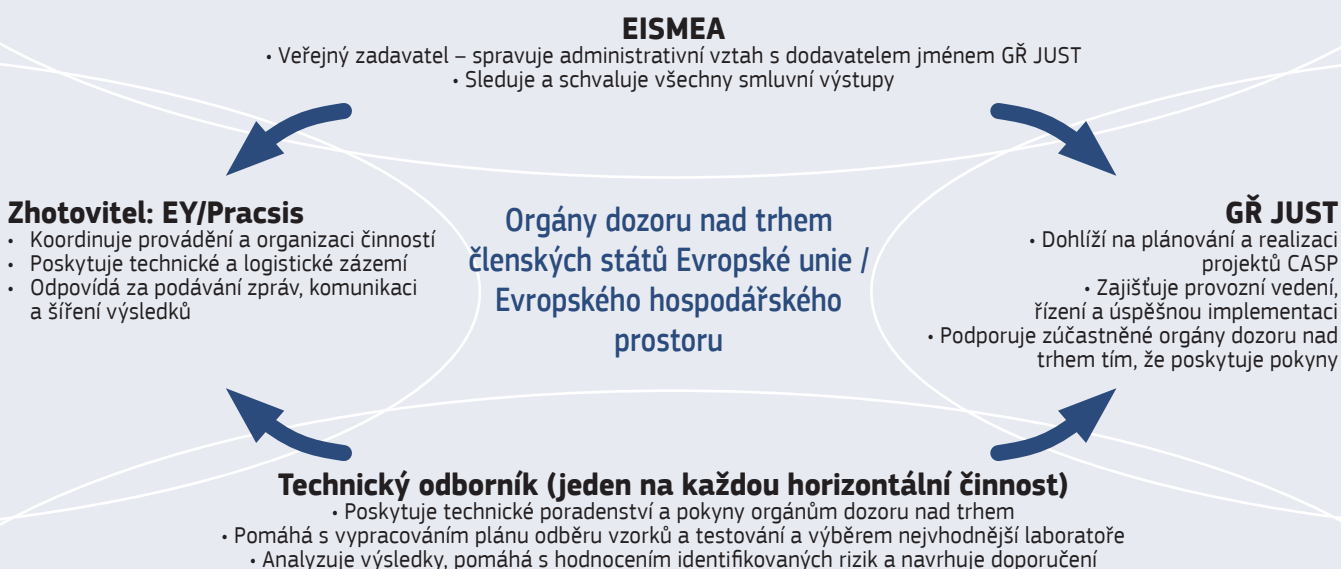 EISMEA
• Veřejný zadavatel – spravuje administrativní vztah s dodavatelem jménem GŘ JUST
• Sleduje a schvaluje všechny smluvní výstupy
Zhotovitel: EY/Pracsis
• Koordinuje provádění a organizaci činností
• Poskytuje technické a logistické zázemí
• Odpovídá za podávání zpráv, komunikaci
a šíření výsledků
Orgány dozoru nad trhem
členských států Evropské unie /
Evropského hospodářského
prostoru
GŘ JUST
• Dohlíží na plánování a realizaci
projektů CASP
• Zajišťuje provozní vedení,
řízení a úspěšnou implementaci
• Podporuje zúčastněné orgány dozoru nad
trhem tím, že poskytuje pokyny
Technický odborník (jeden na každou horizontální činnost)
• Poskytuje technické poradenství a pokyny orgánům dozoru nad trhem
• Pomáhá s vypracováním plánu odběru vzorků a testování a výběrem nejvhodnější laboratoře
• Analyzuje výsledky, pomáhá s hodnocením identifikovaných rizik a navrhuje doporučení